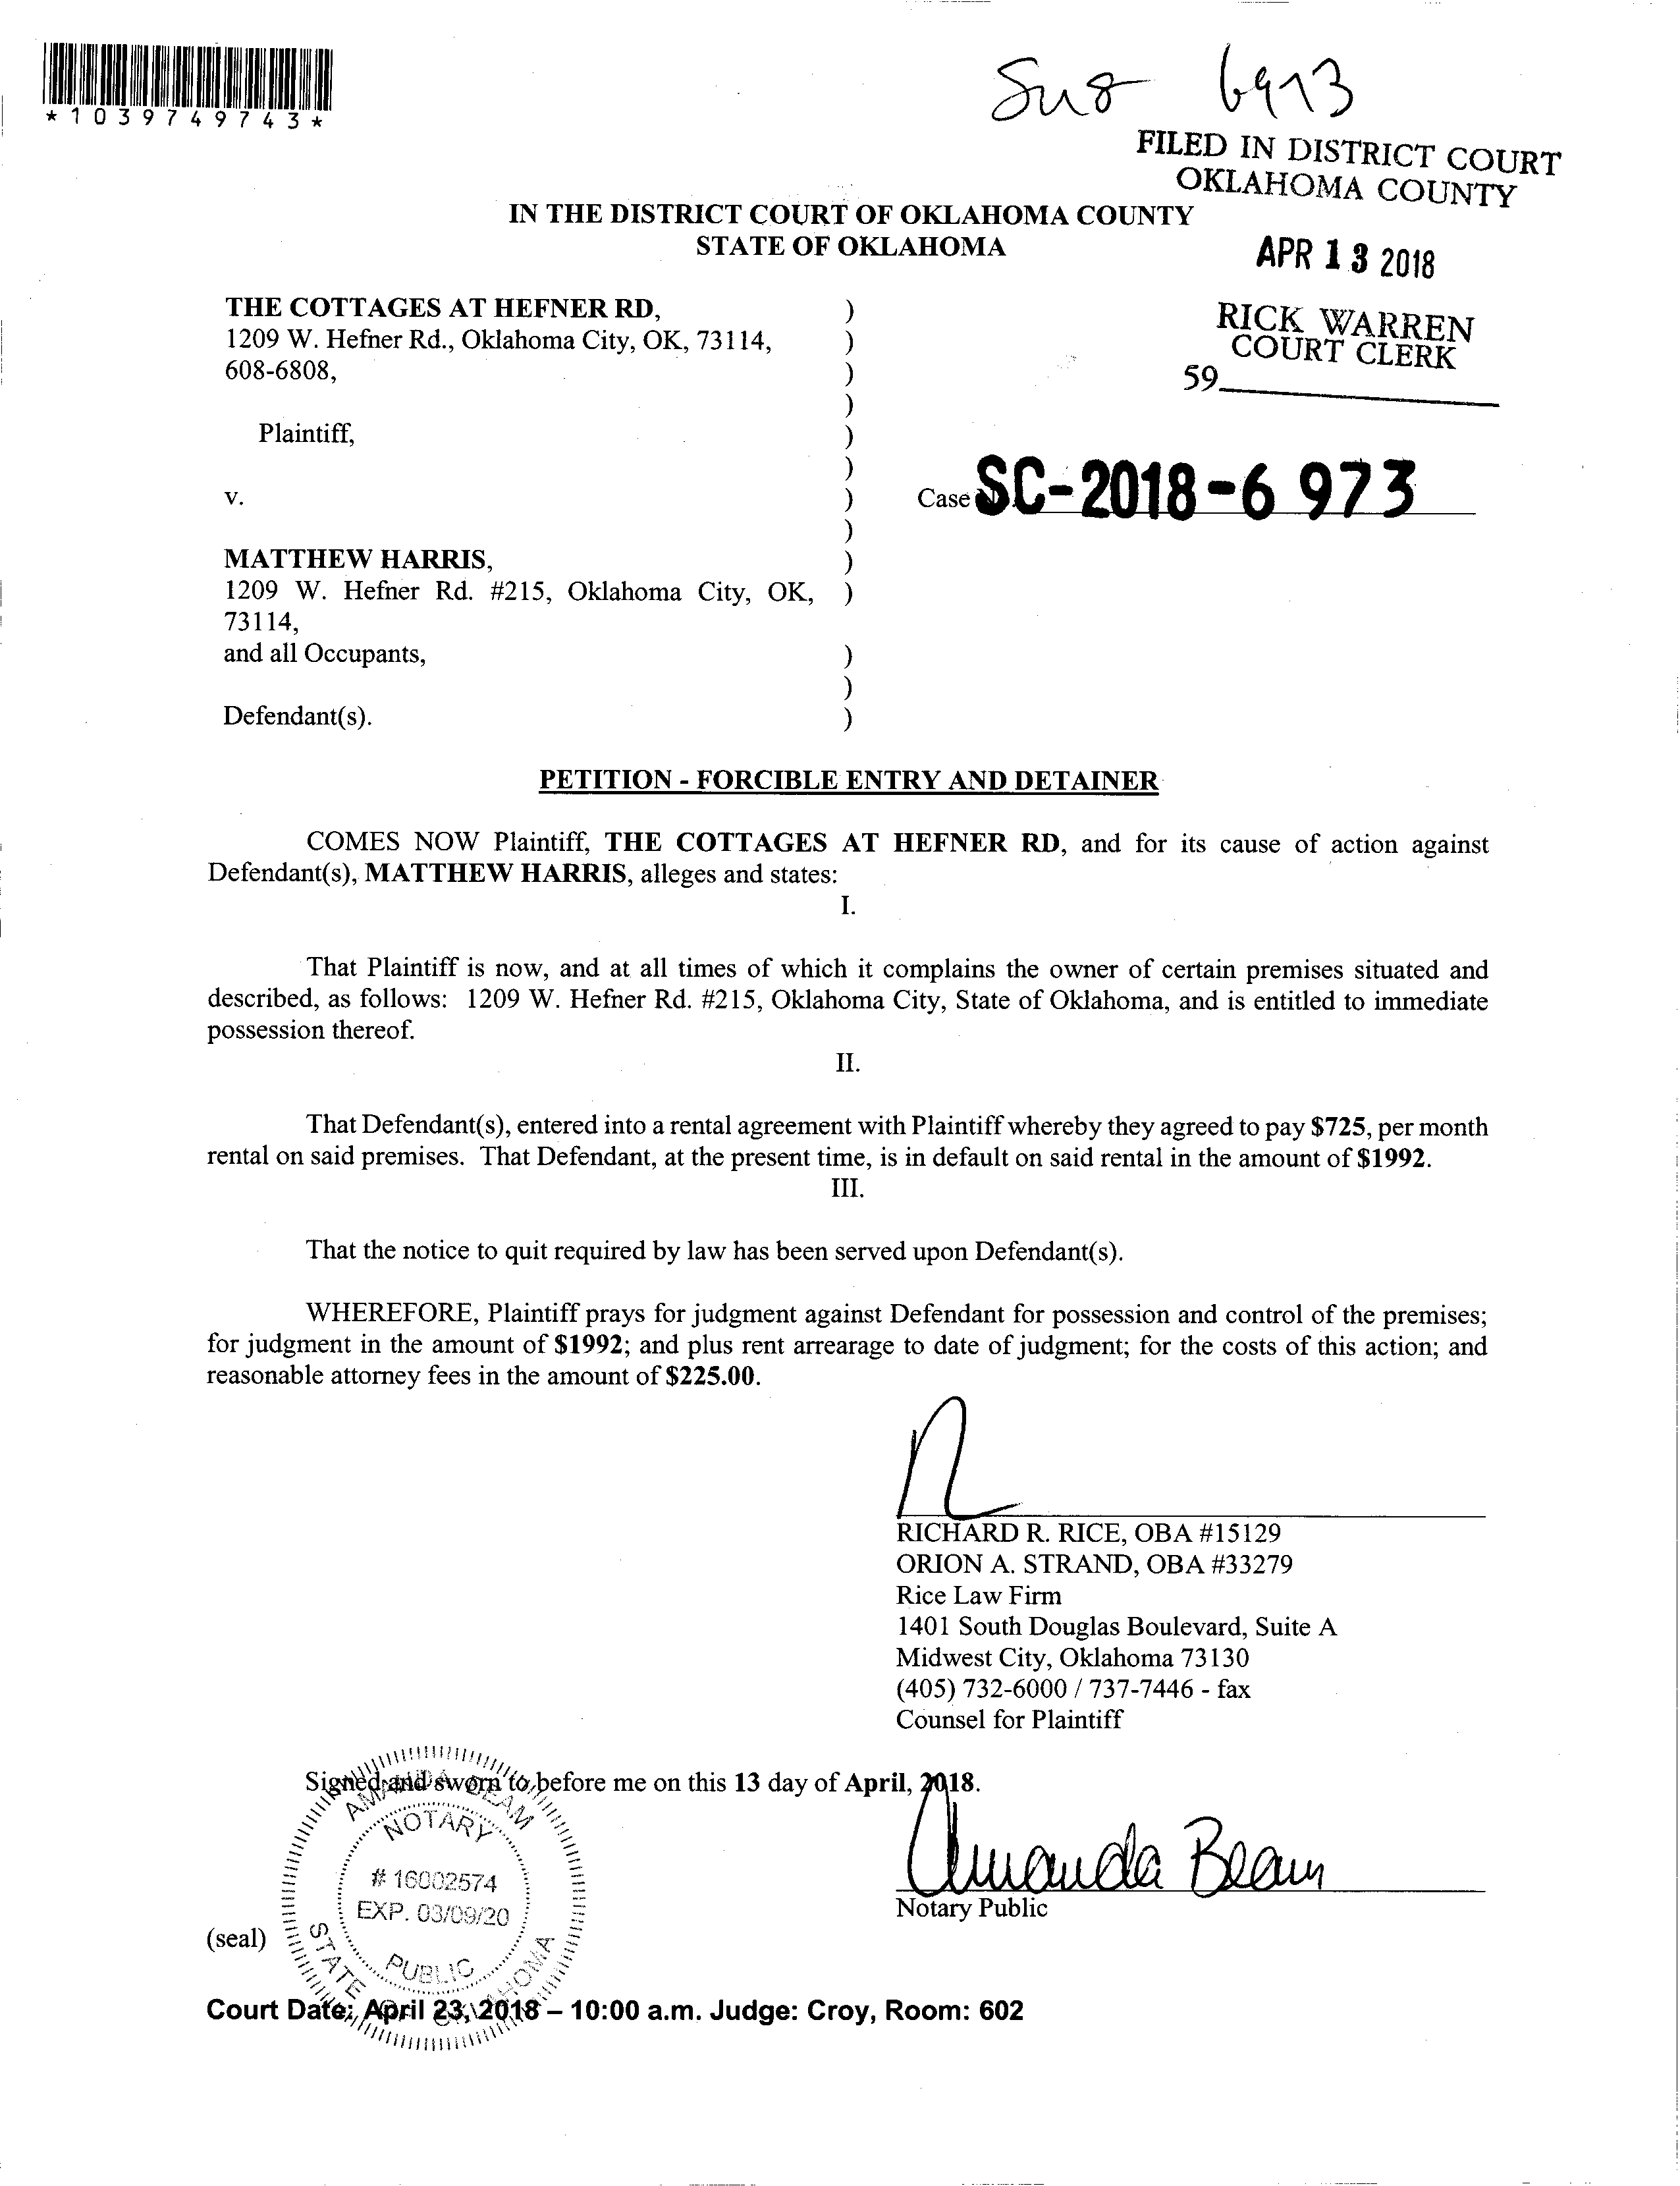 *1039749743*
6973
FILED IN DISTRICT COURT
OKLAHOMA COUNTY
IN THE DISTRICT COURT OF OKLAHOMA COUNTY
STATE OF OKLAHOMA
APR 13 2018
THE COTTAGES AT HEFNER RD, )
1209 W. Hefner Rd., Oklahoma City, OK, 73114, )
608-6808, )
)
Plaintiff, )
)
v. )
)
MATTHEW HARRIS, )
1209 W. Hefner Rd. #215, Oklahoma City, OK, )
73114,
and all Occupants, )
)
Defendant(s). )
RICK WARREN
COURT CLERK
59
Case SC-2018-6973
PETITION - FORCIBLE ENTRY AND DETAINER
COMES NOW Plaintiff, THE COTTAGES AT HEFNER RD, and for its cause of action against
Defendant(s), MATTHEW HARRIS, alleges and states:
I.
That Plaintiff is now, and at all times of which it complains the owner of certain premises situated and
described, as follows: 1209 W. Hefner Rd. #215, Oklahoma City, State of Oklahoma, and is entitled to immediate
possession thereof.
II.
That Defendant(s), entered into a rental agreement with Plaintiff whereby they agreed to pay $725, per month
rental on said premises. That Defendant, at the present time, is in default on said rental in the amount of $1992.
III.
That the notice to quit required by law has been served upon Defendant(s).
WHEREFORE, Plaintiff prays for judgment against Defendant for possession and control of the premises;
for judgment in the amount of $1992; and plus rent arrearage to date of judgment; for the costs of this action; and
reasonable attorney fees in the amount of $225.00.
RICHARD R. RICE, OBA #15129
ORION A. STRAND, OBA #33279
Rice Law Firm
1401 South Douglas Boulevard, Suite A
Midwest City, Oklahoma 73130
(405) 732-6000 / 737-7446 - fax
Counsel for Plaintiff
Signed and sworn to before me on this 13 day of April, 2018.
Amanda Beam
Notary Public
(seal)
AMANDA BEAM
NOTARY
# 16002574
EXP. 03/09/20
PUBLIC
STATE OF OKLAHOMA
Court Date: April 23, 2018 – 10:00 a.m. Judge: Croy, Room: 602